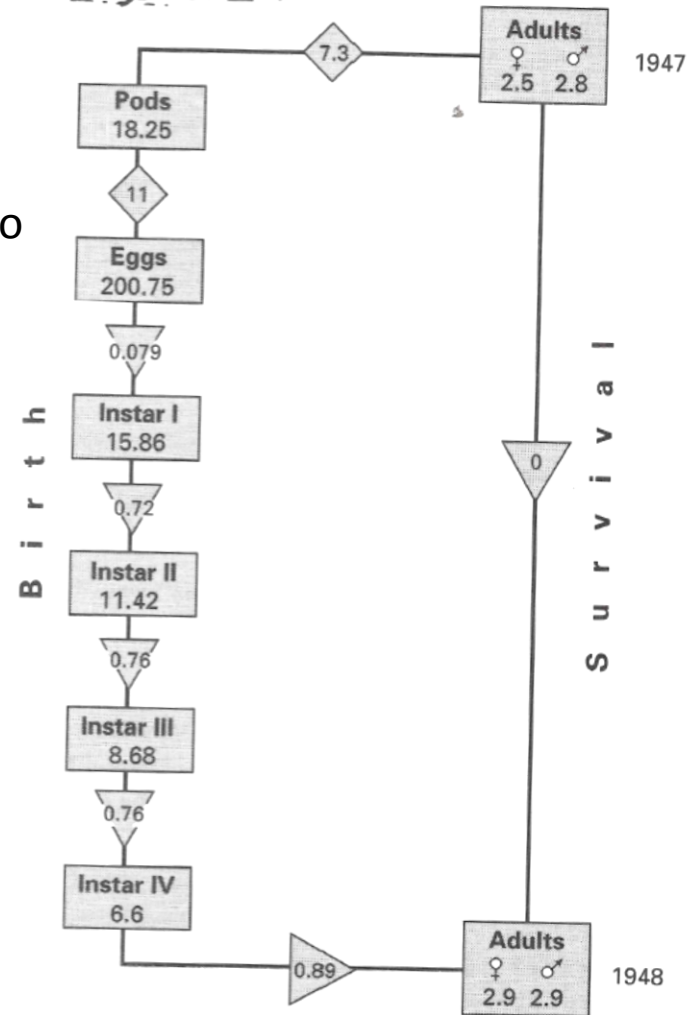 Adults
♀ ♂
2.5 2.8
1947
7.3
Pods
18.25
11
o
Eggs
200.75
0.079
Instar I
15.86
0.72
Instar II
11.42
0.76
Instar III
8.68
0.76
Instar IV
6.6
0.89
Birth
0
Survival
Adults
♀ ♂
2.9 2.9
1948